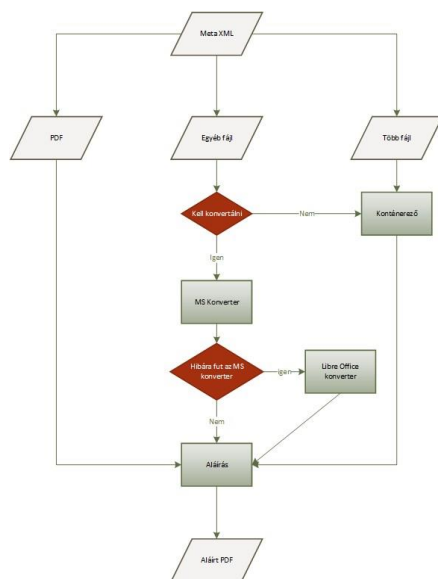 Meta XML
PDF
Egyéb fájl
Több fájl
Kell konvertálni
Nem
Konténerező
Igen
MS Konverter
Hibára fut az MS
konverter
igen
Libre Office
konverter
Nem
Aláírás
Aláírt PDF